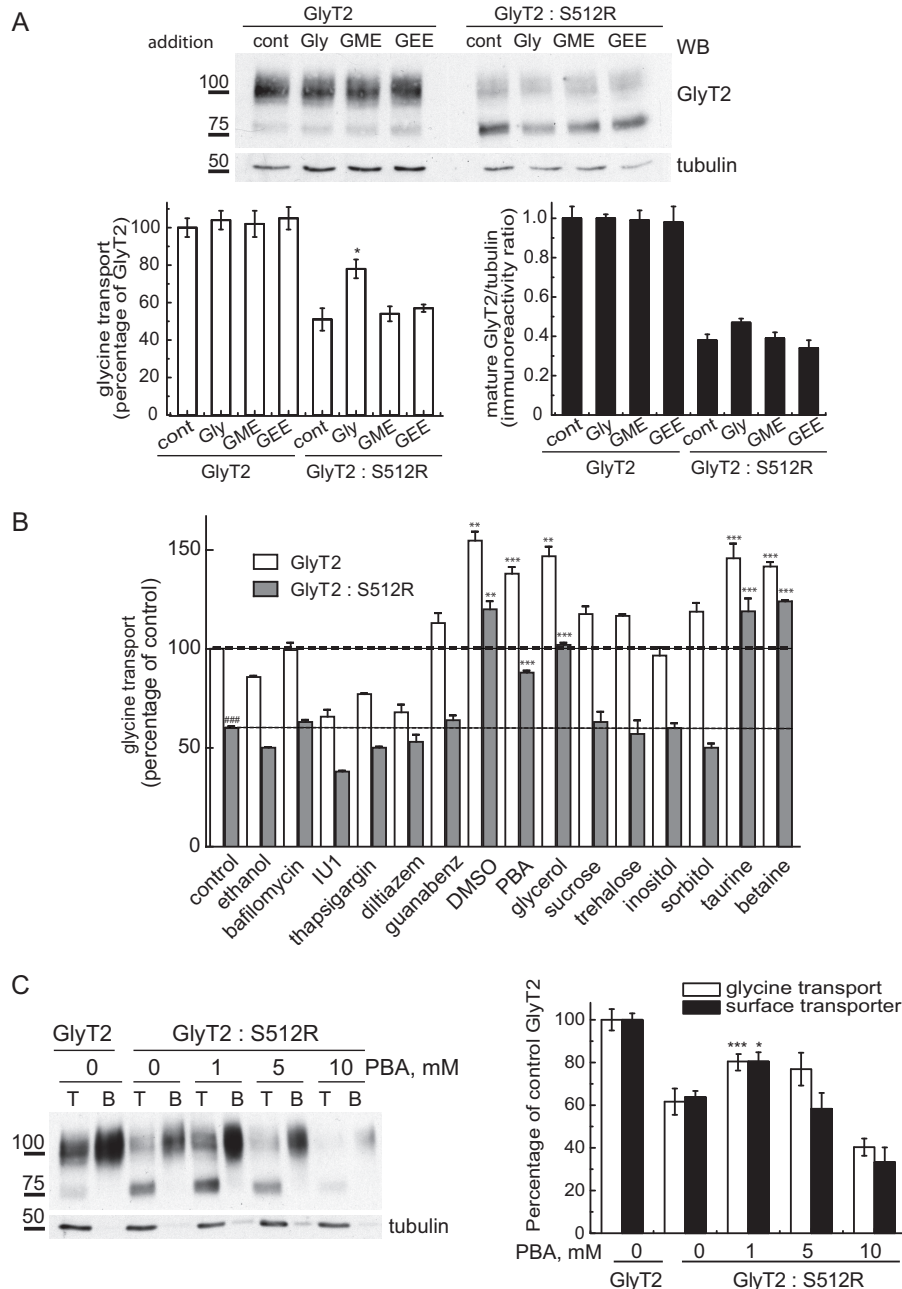 A
GlyT2
GlyT2 : S512R
addition
cont Gly GME GEE
cont Gly GME GEE
WB
100
75
50
GlyT2
tubulin
glycine transport
(percentage of GlyT2)
100
80
60
40
20
0
*
cont Gly GME GEE cont Gly GME GEE
GlyT2
GlyT2 : S512R
mature GlyT2/tubulin
(immunoreactivity ratio)
1.0
0.8
0.6
0.4
0.2
0
cont Gly GME GEE cont Gly GME GEE
GlyT2
GlyT2 : S512R
B
GlyT2
GlyT2 : S512R
glycine transport
(percentage of control)
150
100
50
0
###
** ** *** *** ** *** *** *** *** ***
control
ethanol
bafilomycin
IU1
thapsigargin
diltiazem
guanabenz
DMSO
PBA
glycerol
sucrose
trehalose
inositol
sorbitol
taurine
betaine
C
GlyT2
GlyT2 : S512R
0 0 1 5 10 PBA, mM
T B T B T B T B T B
100
75
50
tubulin
glycine transport
surface transporter
Percentage of control GlyT2
100
80
60
40
20
0
*** *
PBA, mM 0 0 1 5 10
GlyT2
GlyT2 : S512R